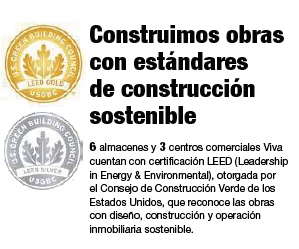 U.S. GREEN BUILDING COUNCIL
LEED GOLD
USGBC
Construimos obras
con estándares
de construcción
sostenible
U.S. GREEN BUILDING COUNCIL
LEED SILVER
USGBC
6 almacenes y 3 centros comerciales Viva
cuentan con certificación LEED (Leadership
in Energy & Environmental), otorgada por
el Consejo de Construcción Verde de los
Estados Unidos, que reconoce las obras
con diseño, construcción y operación
inmobiliaria sostenible.